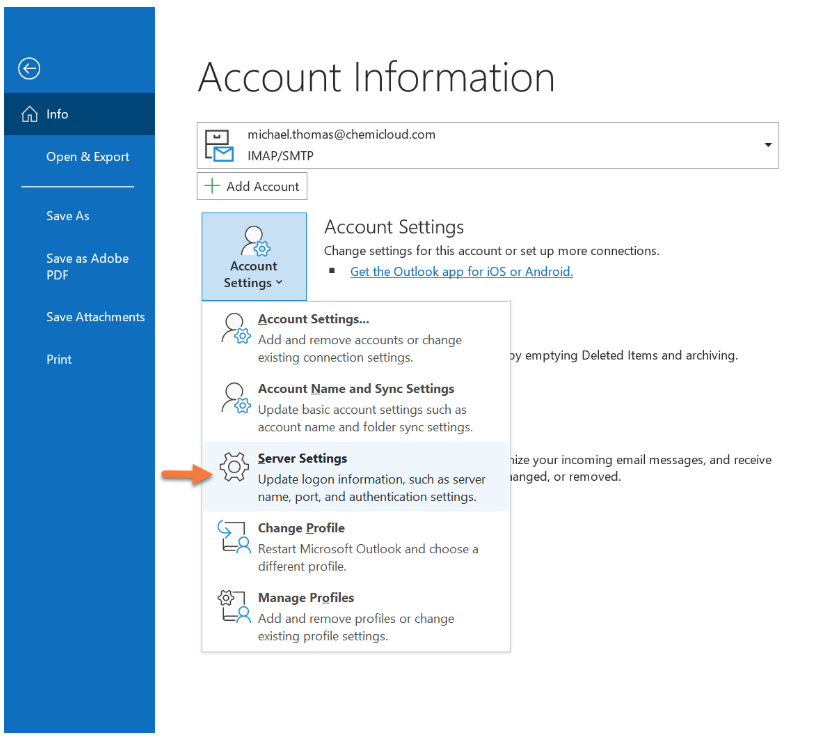 Info
Open & Export
Save As
Save as Adobe
PDF
Save Attachments
Print
Account Information
michael.thomas@chemicloud.com
IMAP/SMTP
Add Account
Account
Settings
Account Settings
Change settings for this account or set up more connections.
Get the Outlook app for iOS or Android.
Account Settings...
Add and remove accounts or change
existing connection settings.
by emptying Deleted Items and archiving.
Account Name and Sync Settings
Update basic account settings such as
account name and folder sync settings.
Server Settings
Update logon information, such as server
name, port, and authentication settings.
your incoming email messages, and receive
or removed.
Change Profile
Restart Microsoft Outlook and choose a
different profile.
Manage Profiles
Add and remove profiles or change
existing profile settings.